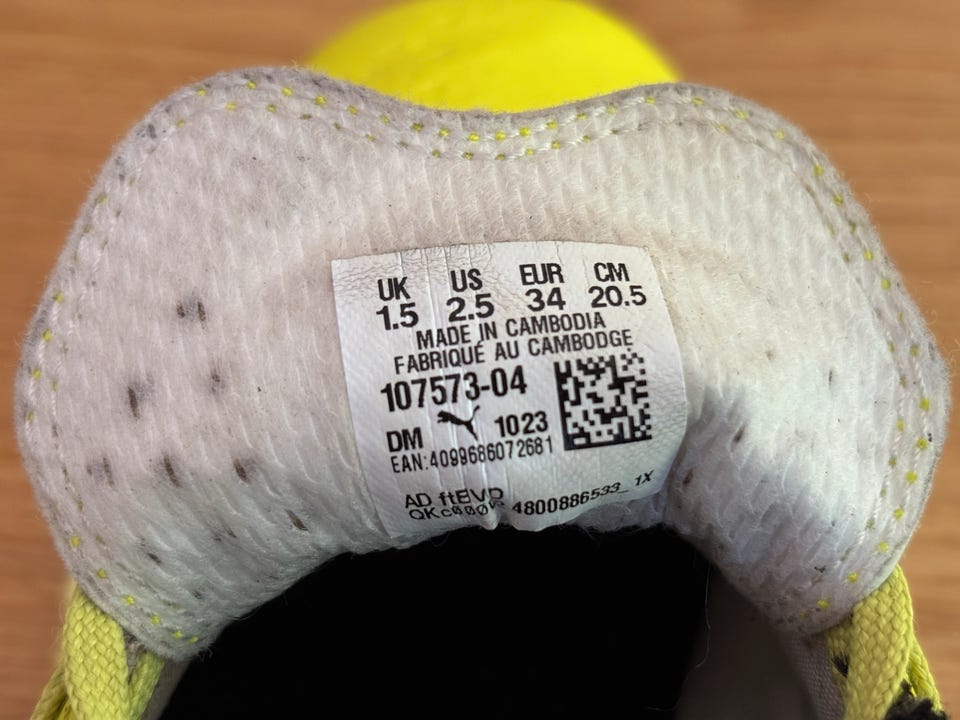 UK US EUR CM
1.5 2.5 34 20.5
MADE IN CAMBODIA
FABRIQUÉ AU CAMBODGE
107573-04
DM 1023
EAN:4099686072681
AD ftEVO
4800886533_1X